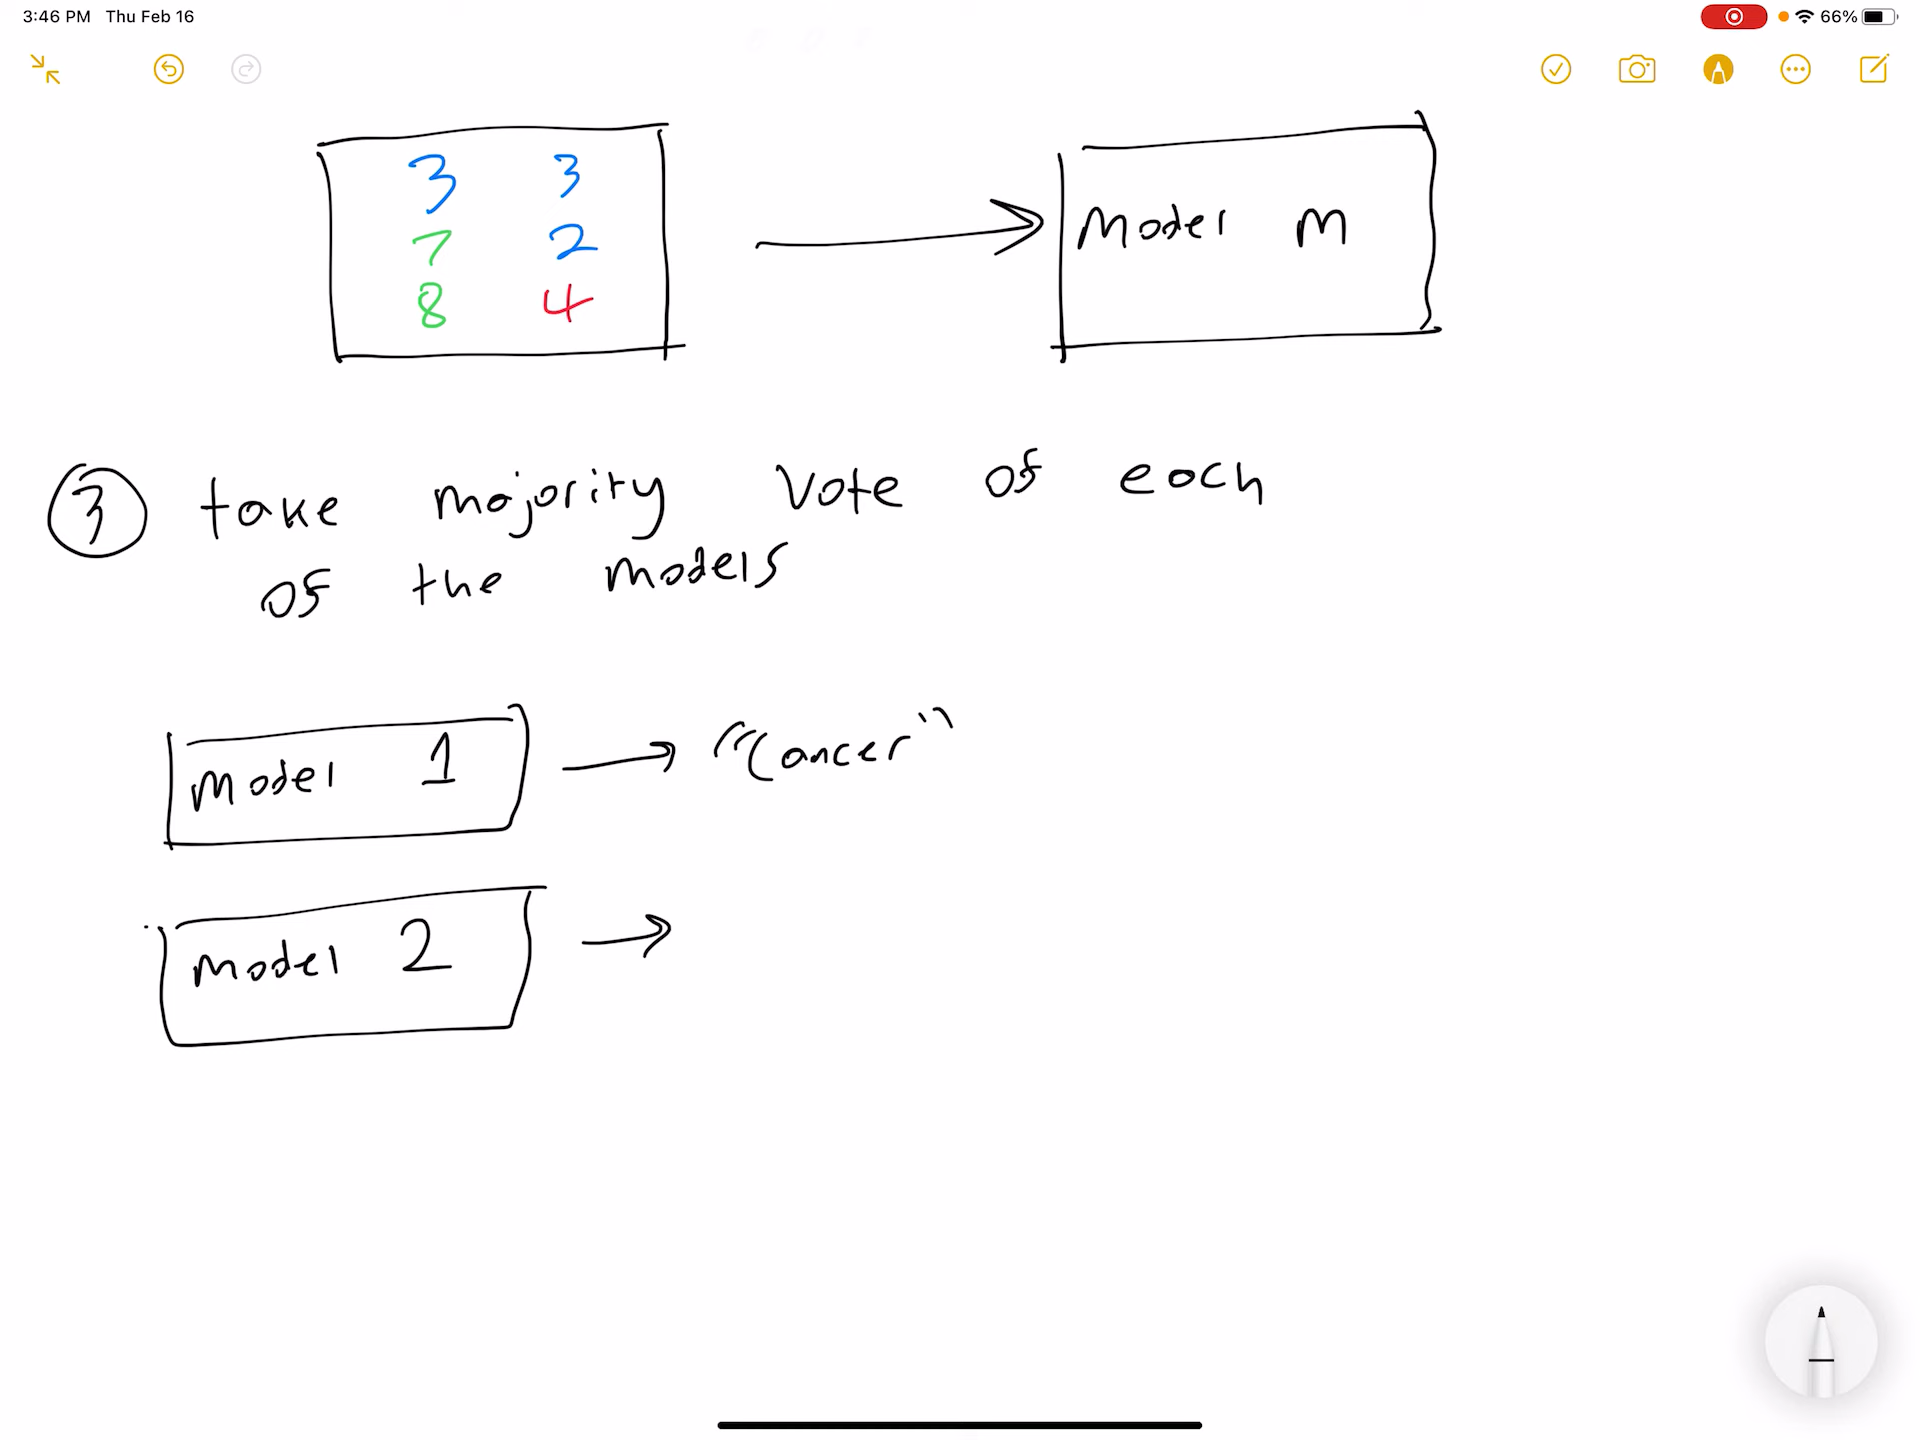 3:46 PM Thu Feb 16
66%
3 3
7 2
8 4
Model m
3 take majority vote of each
of the models
Model 1 "Cancer"
Model 2